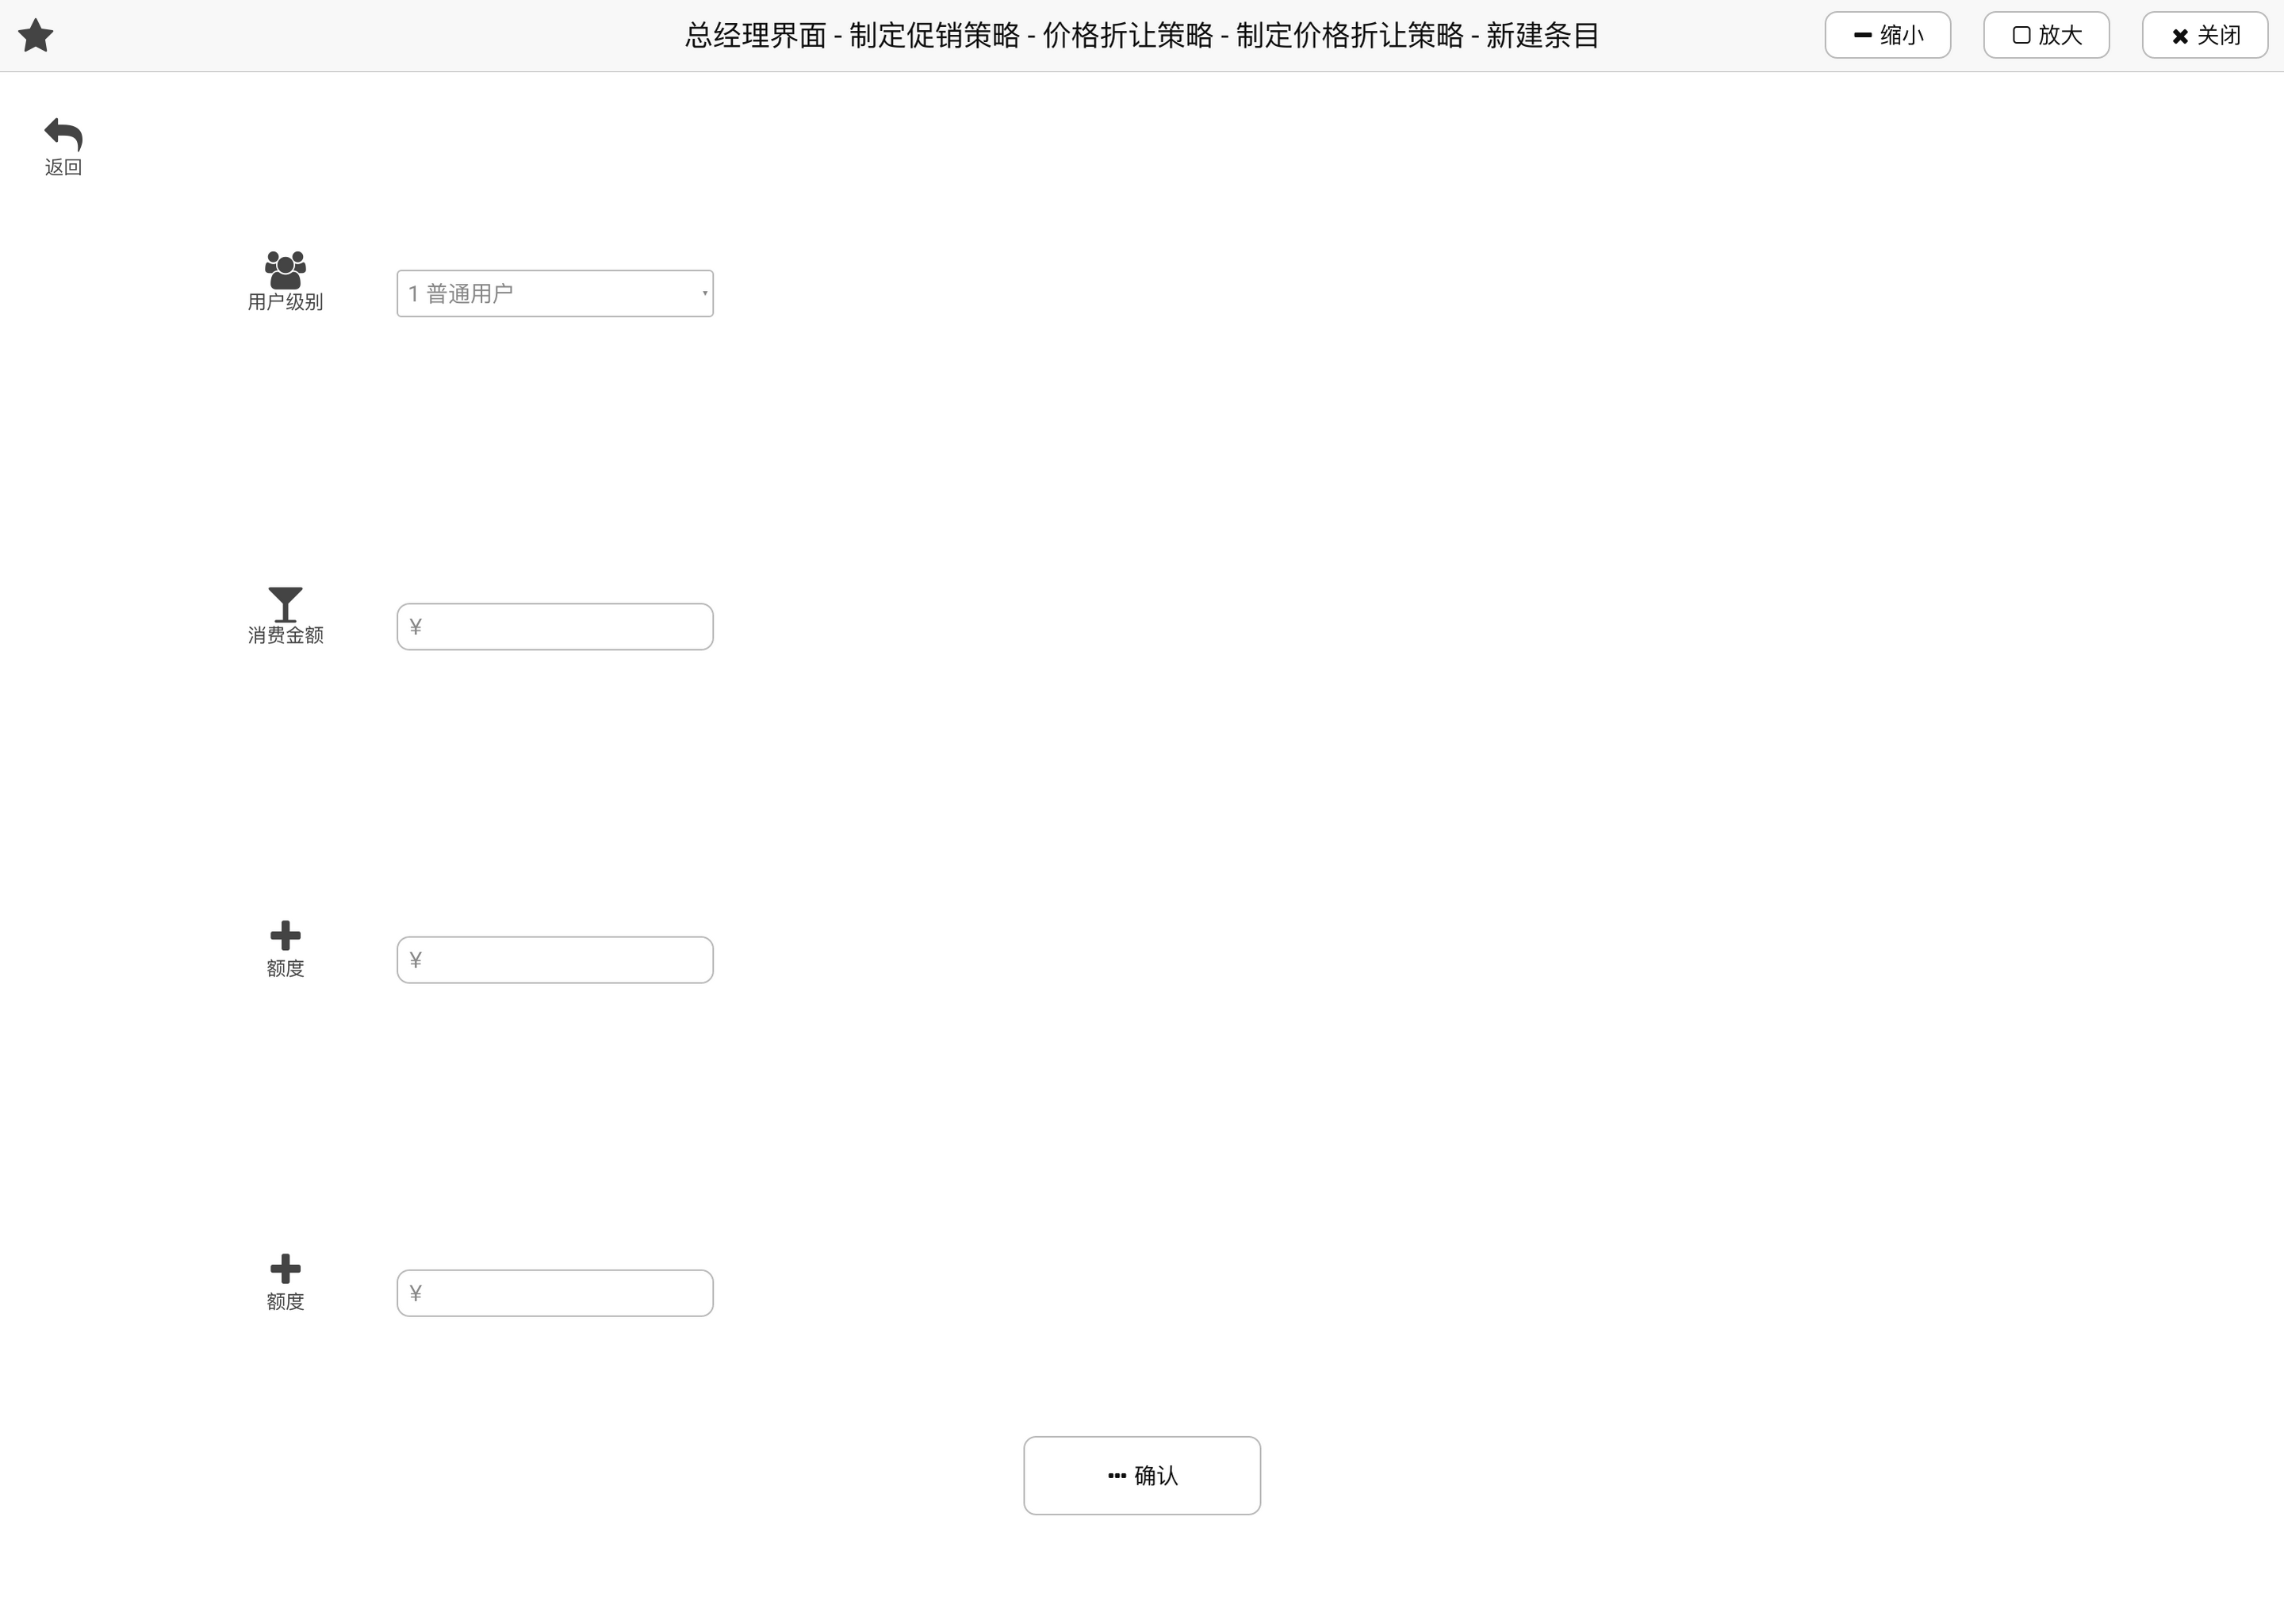 总经理界面 - 制定促销策略 - 价格折让策略 - 制定价格折让策略 - 新建条目
缩小
放大
关闭
返回
用户级别
1 普通用户
消费金额
¥
额度
¥
额度
¥
确认